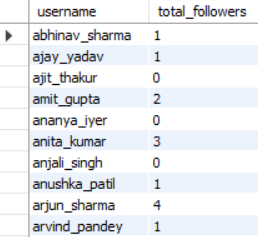 username total_followers
abhinav_sharma 1
ajay_yadav 1
ajit_thakur 0
amit_gupta 2
ananya_iyer 0
anita_kumar 3
anjali_singh 0
anushka_patil 1
arjun_sharma 4
arvind_pandey 1